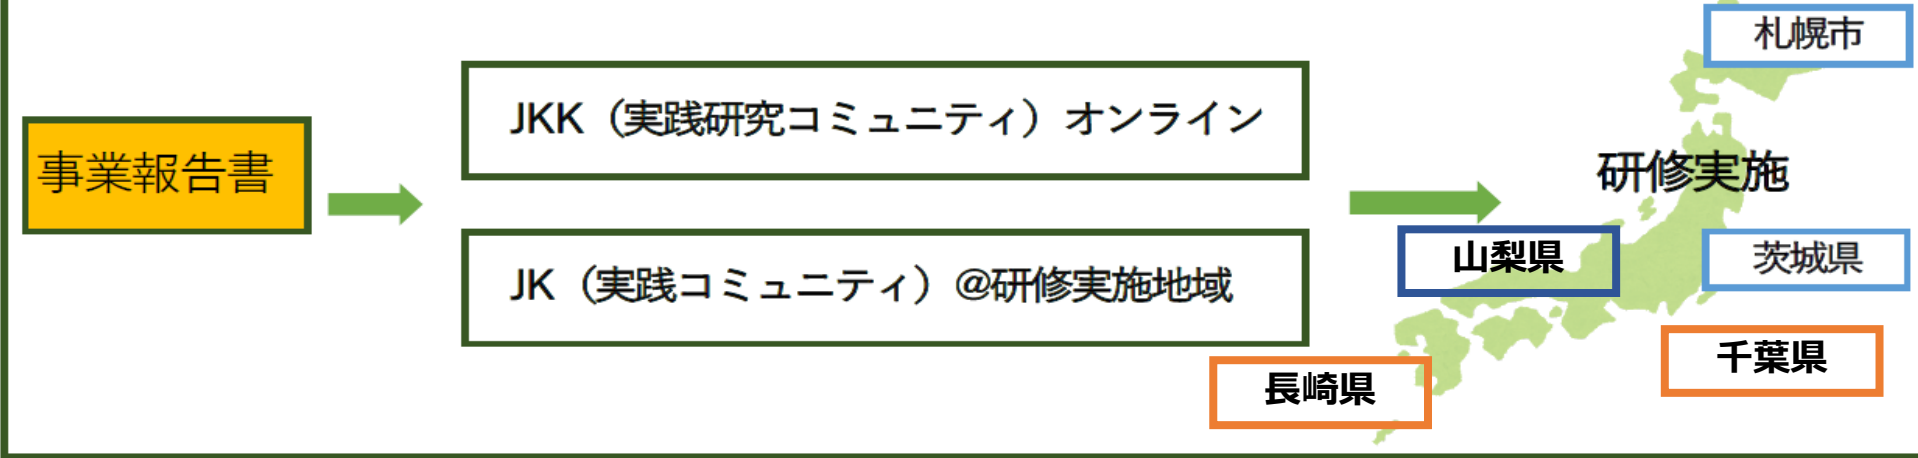 札幌市
JKK（実践研究コミュニティ）オンライン
事業報告書
研修実施
JK（実践コミュニティ）@研修実施地域
山梨県
茨城県
千葉県
長崎県